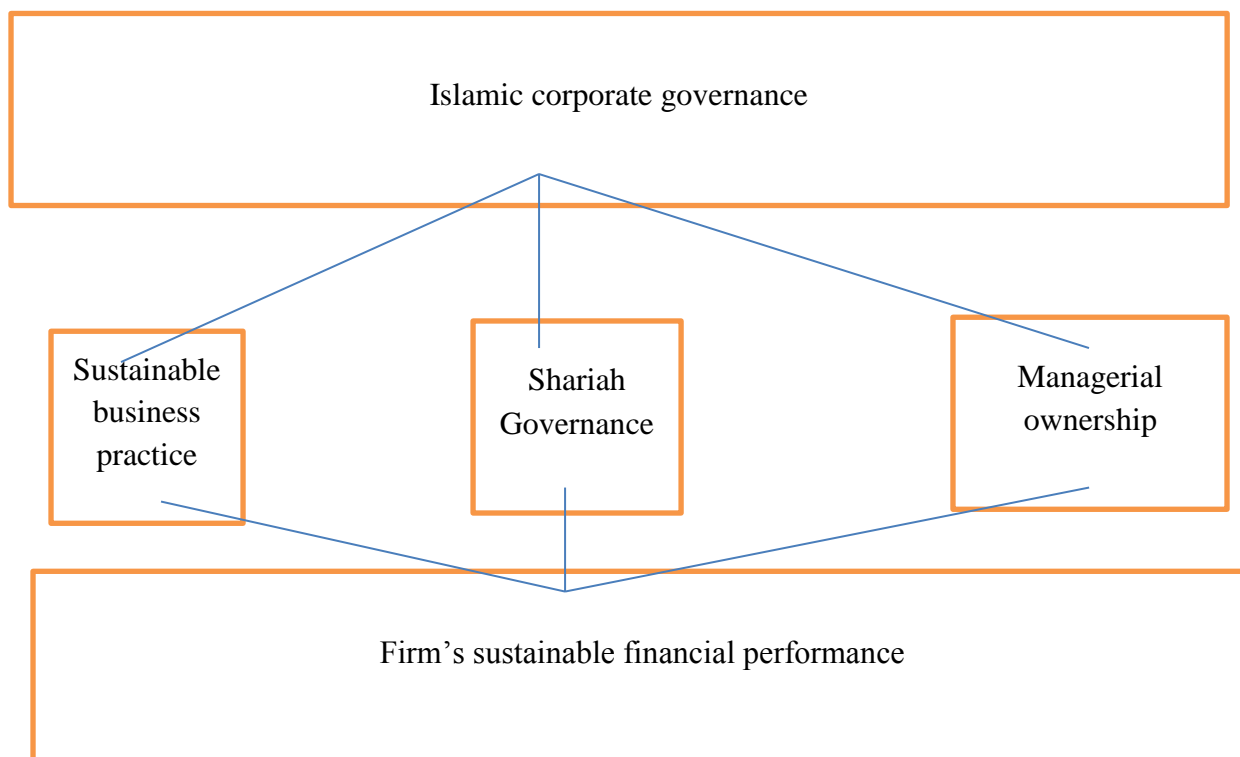 Islamic corporate governance
Sustainable
business
practice
Shariah
Governance
Managerial
ownership
Firm’s sustainable financial performance